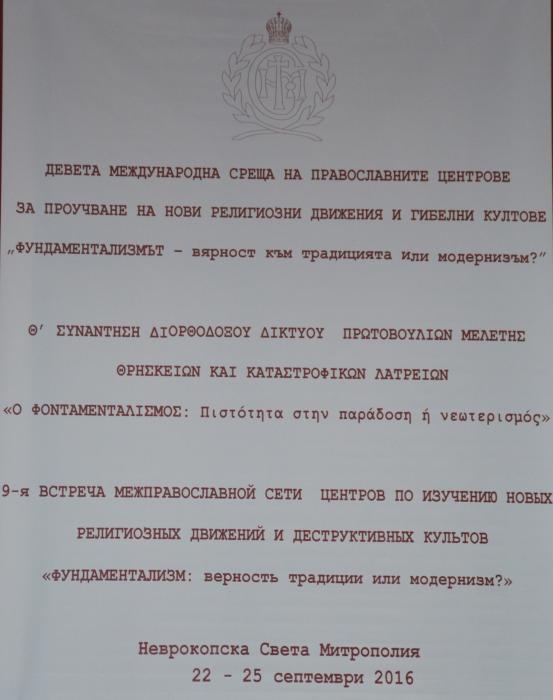 ДЕВЕТА МЕЖДУНАРОДНА СРЕЩА НА ПРАВОСЛАВНИТЕ ЦЕНТРОВЕ
ЗА ПРОУЧВАНЕ НА НОВИ РЕЛИГИОЗНИ ДВИЖЕНИЯ И ГИБЕЛНИ КУЛТОВЕ
„ФУНДАМЕНТАЛИЗМЪТ – вярност към традицията или модернизъм?”
Θ’ ΣΥΝΑΝΤΗΣΗ ΔΙΟΡΘΟΔΟΞΟΥ ΔΙΚΤΥΟΥ ΠΡΩΤΟΒΟΥΛΙΩΝ ΜΕΛΕΤΗΣ
ΘΡΗΣΚΕΙΩΝ ΚΑΙ ΚΑΤΑΣΤΡΟΦΙΚΩΝ ΛΑΤΡΕΙΩΝ
«Ο ΦΟΝΤΑΜΕΝΤΑΛΙΣΜΟΣ: Πιστότητα στην παράδοση ή νεωτερισμός»
9-я ВСТРЕЧА МЕЖПРАВОСЛАВНОЙ СЕТИ ЦЕНТРОВ ПО ИЗУЧЕНИЮ НОВЫХ
РЕЛИГИОЗНЫХ ДВИЖЕНИЙ И ДЕСТРУКТИВНЫХ КУЛЬТОВ
«ФУНДАМЕНТАЛИЗМ: верность традиции или модернизм?»
Неврокопска Света Митрополия
22 - 25 септември 2016